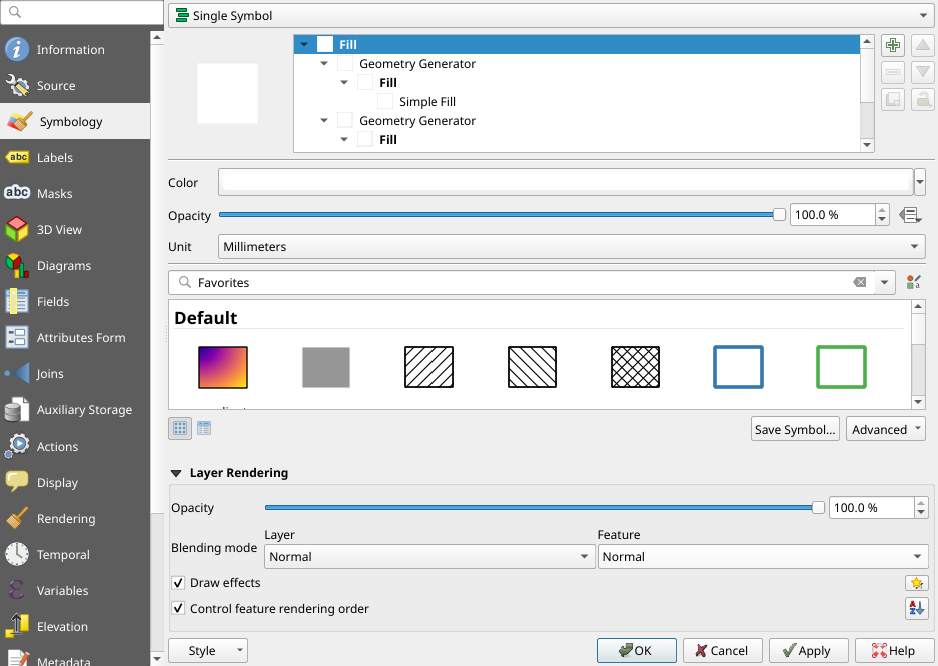 Single Symbol
Information
Source
Symbology
abc Labels
abc Masks
3D View
Diagrams
Fields
Attributes Form
Joins
Auxiliary Storage
Actions
Display
Rendering
Temporal
ε Variables
Elevation
Metadata
Fill
Geometry Generator
Fill
Simple Fill
Geometry Generator
Fill
Color
Opacity 100.0 %
Unit Millimeters
Favorites
Default
Save Symbol... Advanced
Layer Rendering
Opacity 100.0 %
Layer Feature
Blending mode Normal Normal
Draw effects
Control feature rendering order
Style OK Cancel Apply Help